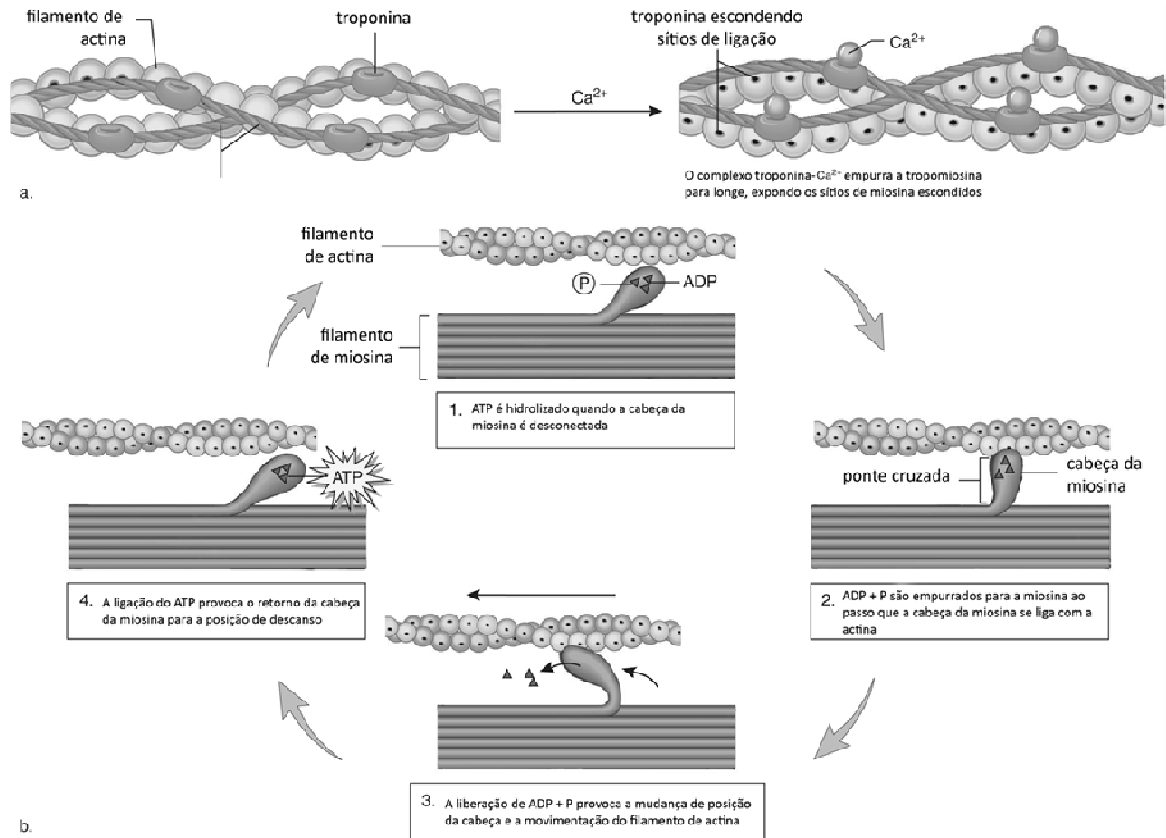 filamento de
actina
troponina
troponina escondendo
sítios de ligação
Ca²⁺
Ca²⁺
O complexo troponina-Ca²⁺ empurra a tropomiosina
para longe, expondo os sítios de miosina escondidos
a.
filamento
de actina
P
ADP
filamento
de miosina
1. ATP é hidrolizado quando a cabeça da
miosina é desconectada
ponte cruzada
cabeça da
miosina
2. ADP + P são empurrados para a miosina ao
passo que a cabeça da miosina se liga com a
actina
ATP
4. A ligação do ATP provoca o retorno da cabeça
da miosina para a posição de descanso
3. A liberação de ADP + P provoca a mudança de posição
da cabeça e a movimentação do filamento de actina
b.